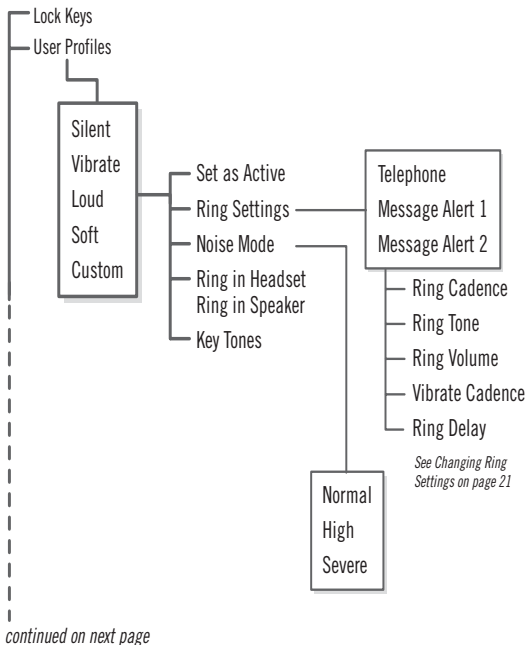 Lock Keys
User Profiles
Silent
Vibrate
Loud
Soft
Custom
Set as Active
Ring Settings
Noise Mode
Ring in Headset
Ring in Speaker
Key Tones
Telephone
Message Alert 1
Message Alert 2
Ring Cadence
Ring Tone
Ring Volume
Vibrate Cadence
Ring Delay
See Changing Ring
Settings on page 21
Normal
High
Severe
continued on next page